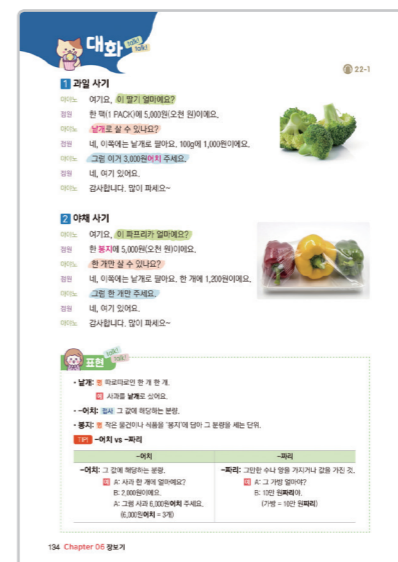 대화 talk! talk!
22-1
1 과일 사기
마이노 여기요, 이 딸기 얼마예요?
점원 한 팩(1 PACK)에 5,000원(오천 원)이에요.
마이노 낱개로 살 수 있나요?
점원 네, 이쪽에는 낱개로 팔아요. 100g에 1,000원이에요.
마이노 그럼 이거 3,000원어치 주세요.
점원 네, 여기 있어요.
마이노 감사합니다. 많이 파세요~
2 야채 사기
마이노 여기요, 이 파프리카 얼마예요?
점원 한 봉지에 5,000원(오천 원)이에요.
마이노 한 개만 살 수 있나요?
점원 네, 이쪽에는 낱개로 팔아요. 한 개에 1,200원이에요.
마이노 그럼 한 개만 주세요.
점원 네, 여기 있어요.
마이노 감사합니다. 많이 파세요~
표현 talk! talk!
• 낱개: 명 따로따로인 한 개 한 개.
예 사과를 낱개로 샀어요.
• -어치: 접사 그 값에 해당하는 분량.
• 봉지: 명 작은 물건이나 식품을 '봉지'에 담아 그 분량을 세는 단위.
TIP! -어치 vs -짜리
-어치 -짜리
-어치: 그 값에 해당하는 분량. -짜리: 그만한 수나 양을 가지거나 값을 가진 것.
예 A: 사과 한 개에 얼마예요? 예 A: 그 가방 얼마야?
B: 2,000원이에요. B: 10만 원짜리야.
A: 그럼 사과 6,000원어치 주세요. (가방 = 10만 원짜리)
(6,000원어치 = 3개)
134 Chapter 06 장보기